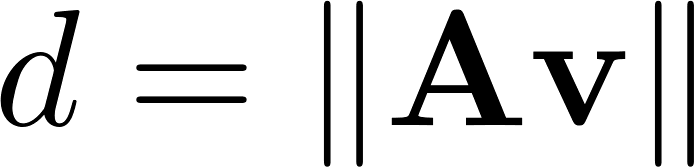 d = ‖𝐀𝐯‖